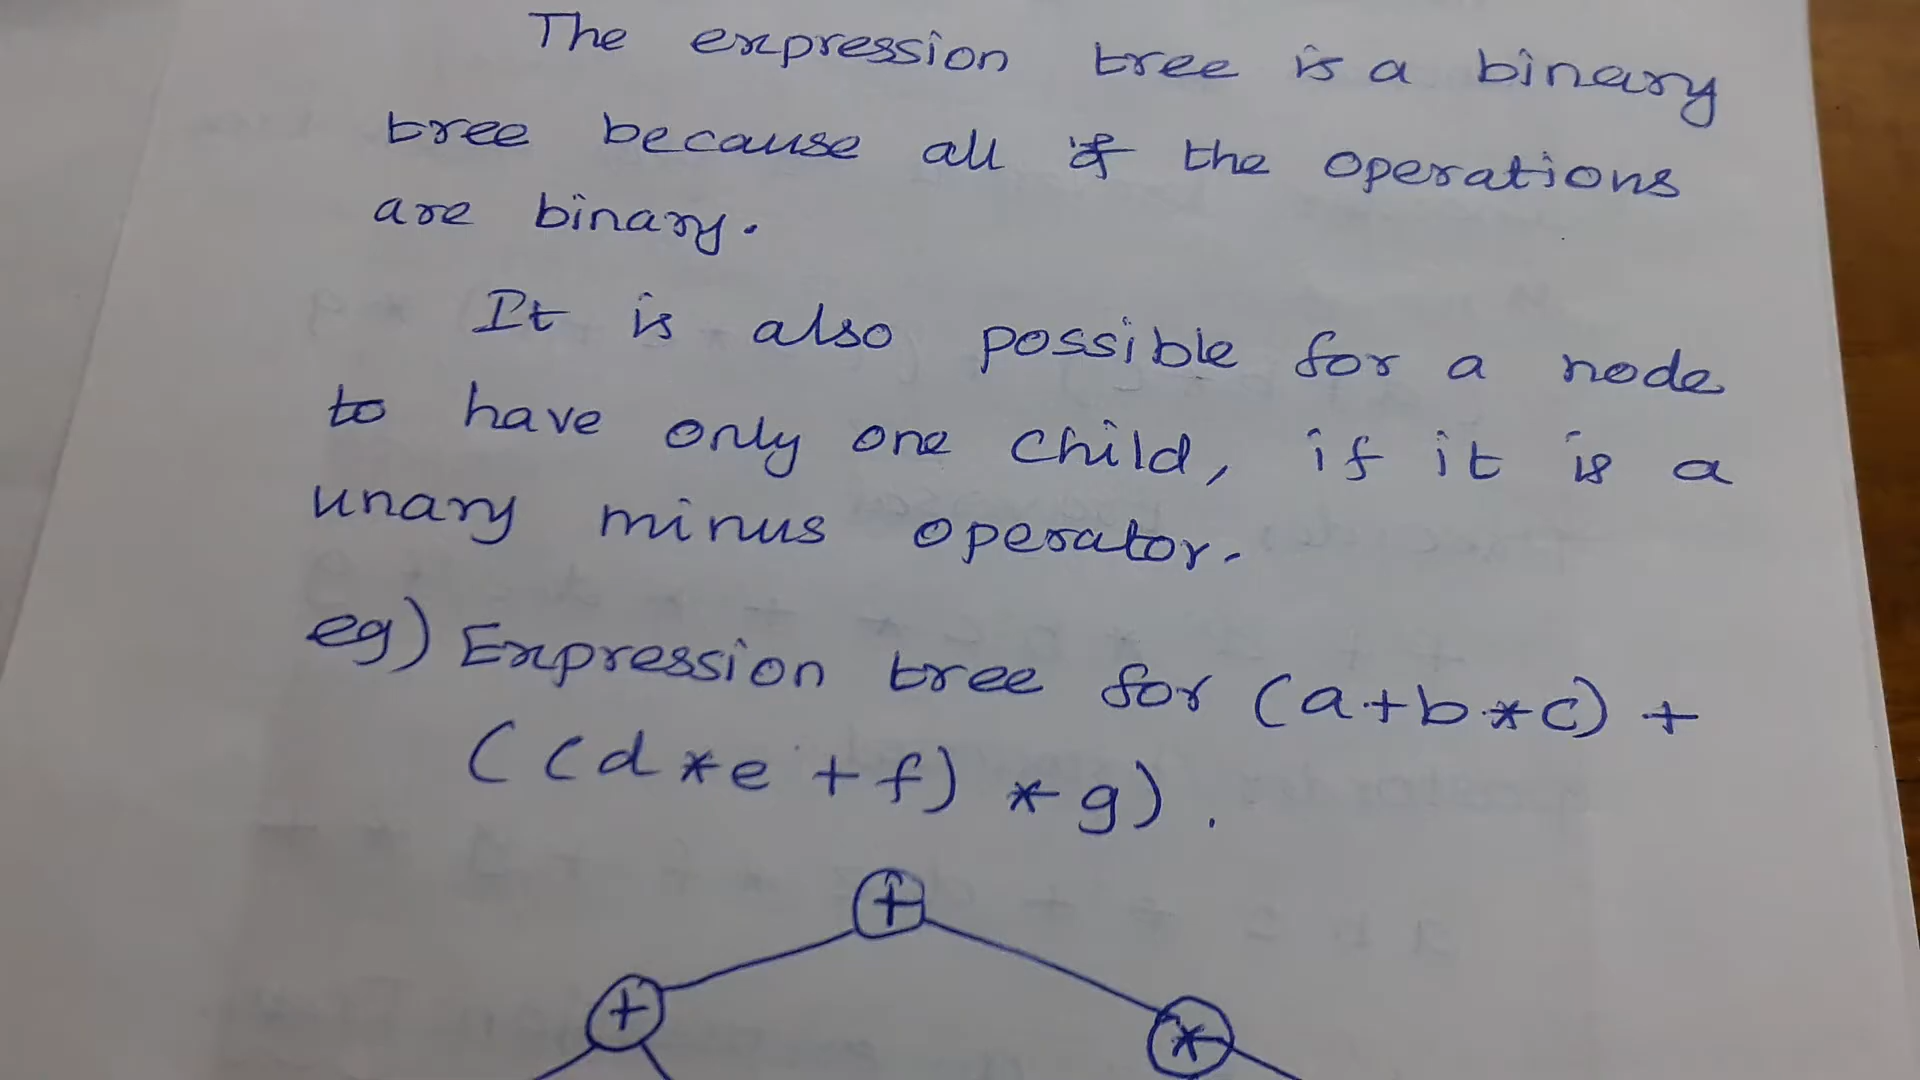 The expression tree is a binary
tree because all of the operations
are binary.
It is also possible for a node
to have only one child, if it is a
unary minus operator.
eg) Expression tree for (a+b*c) +
((d*e+f) *g).
+
+ *